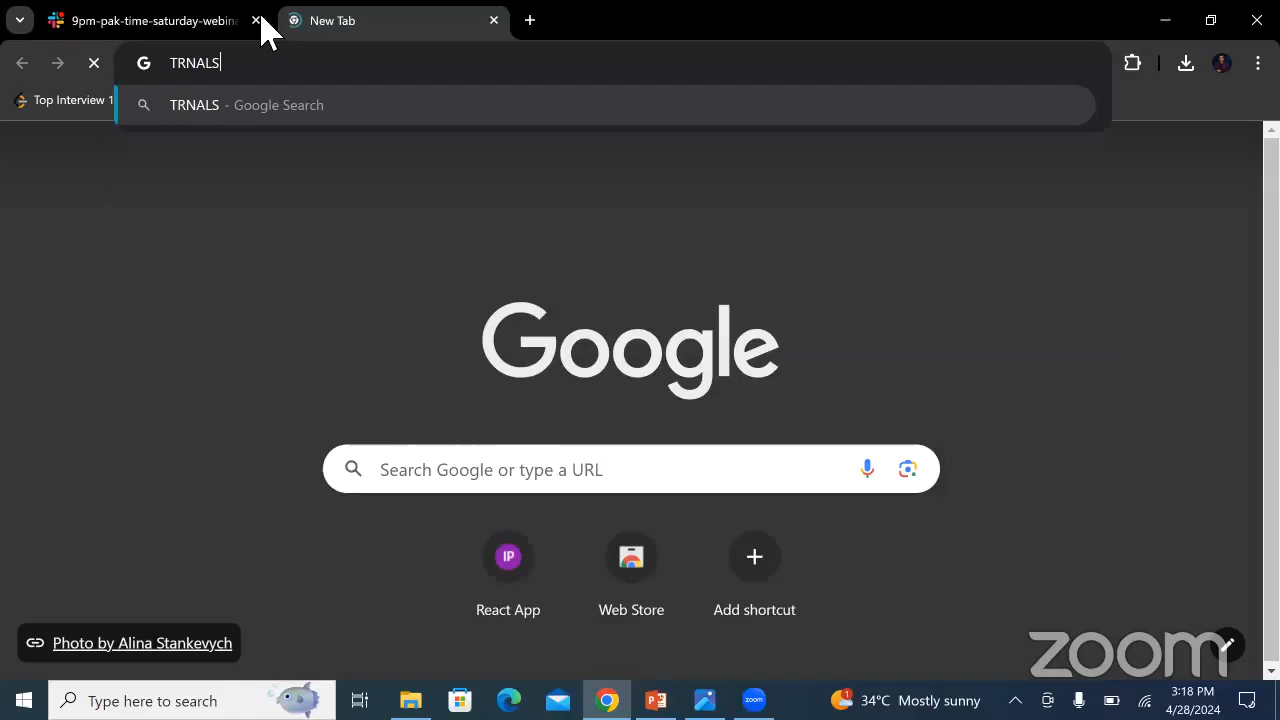 9pm-pak-time-saturday-webina
New Tab
TRNALS
Top Interview 1
TRNALS - Google Search
Google
Search Google or type a URL
IP
React App
Web Store
Add shortcut
Photo by Alina Stankevych
zoom
Type here to search
zoom
1
34°C Mostly sunny
3:18 PM
4/28/2024